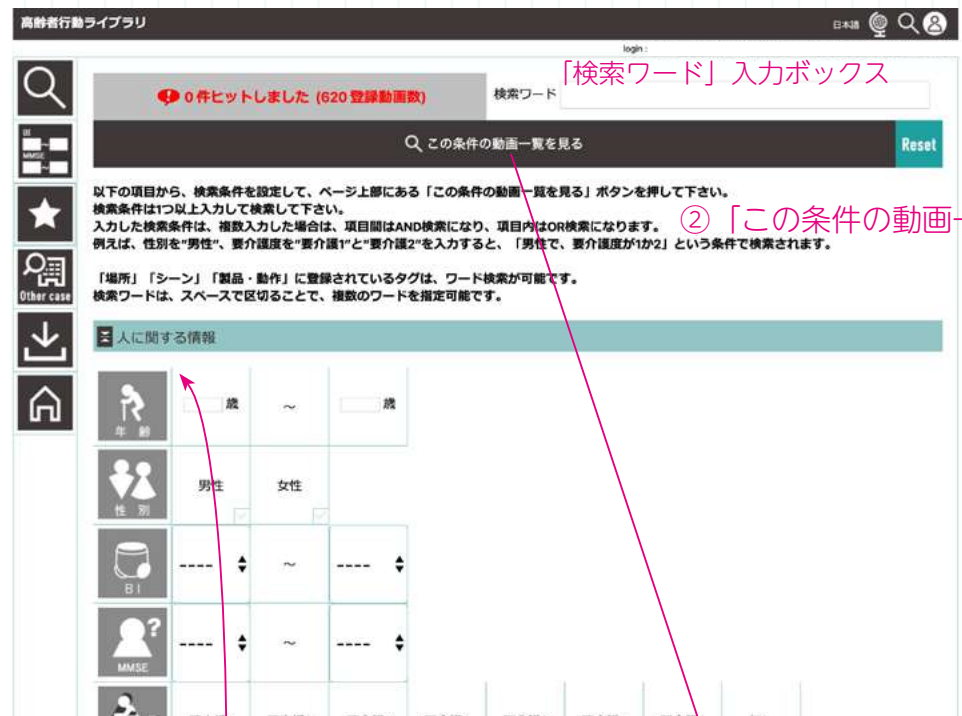 高齢者行動ライブラリ
日本語
login :
「検索ワード」入力ボックス
0 件ヒットしました (620 登録動画数)
検索ワード
BI
MMSE
この条件の動画一覧を見る
Reset
以下の項目から、検索条件を設定して、ページ上部にある「この条件の動画一覧を見る」ボタンを押して下さい。
検索条件は1つ以上入力して検索して下さい。
入力した検索条件は、複数入力した場合は、項目間はAND検索になり、項目内はOR検索になります。
②「この条件の動画一
例えば、性別を"男性"、要介護度を"要介護1"と"要介護2"を入力すると、「男性で、要介護度が1か2」という条件で検索されます。
「場所」「シーン」「製品・動作」に登録されているタグは、ワード検索が可能です。
検索ワードは、スペースで区切ることで、複数のワードを指定可能です。
Other case
人に関する情報
年 齢
歳 ～ 歳
性 別
男性 女性
BI
---- ～ ----
MMSE
---- ～ ----